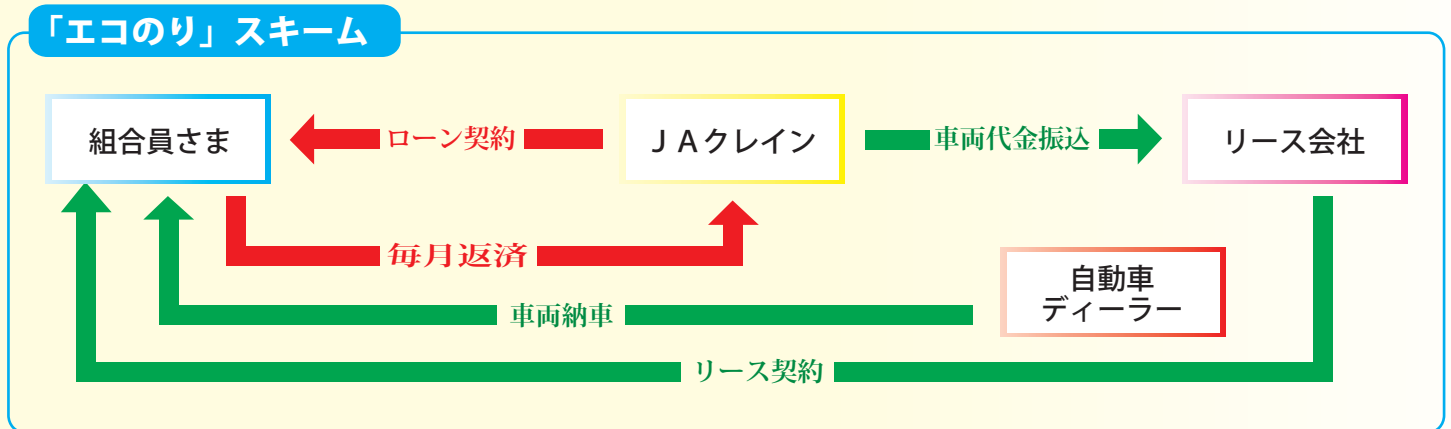 「エコのり」スキーム
組合員さま
ローン契約
ＪＡクレイン
車両代金振込
リース会社
毎月返済
自動車
ディーラー
車両納車
リース契約